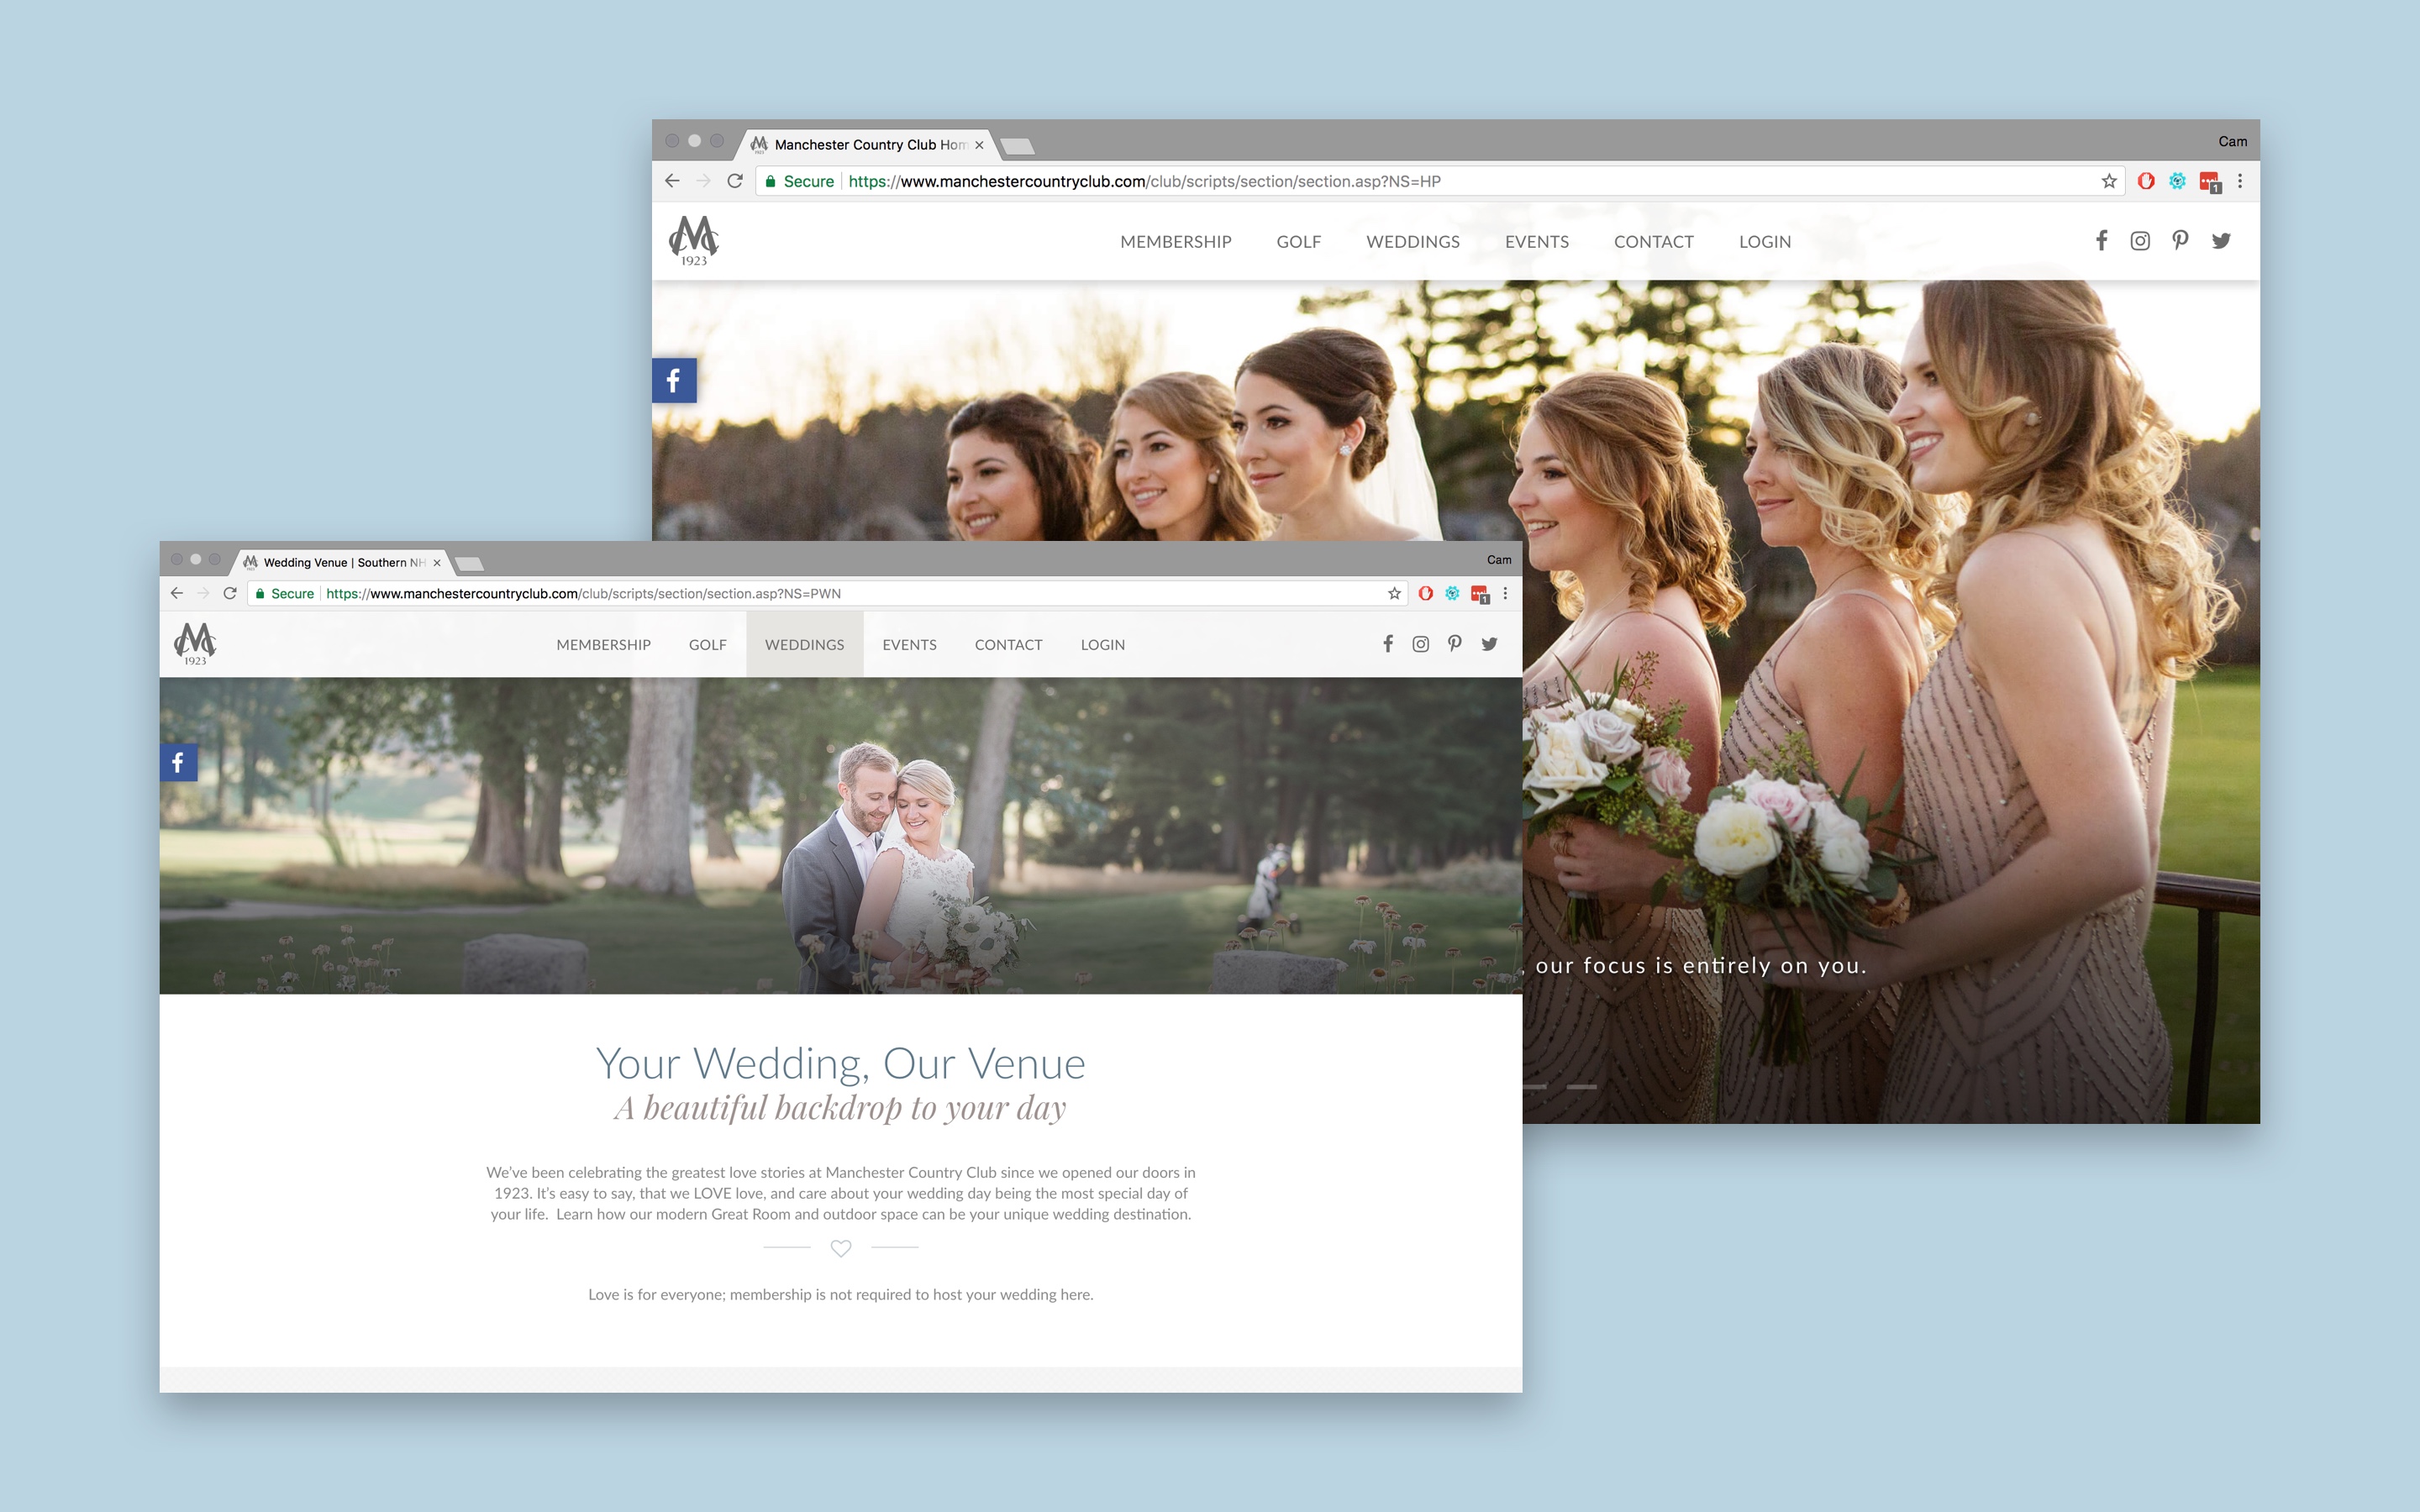 Manchester Country Club Hom
Cam
Secure https://www.manchestercountryclub.com/club/scripts/section/section.asp?NS=HP
1
M
1923
MEMBERSHIP GOLF WEDDINGS EVENTS CONTACT LOGIN
, our focus is entirely on you.
Wedding Venue | Southern NH
Cam
Secure https://www.manchestercountryclub.com/club/scripts/section/section.asp?NS=PWN
1
M
1923
MEMBERSHIP GOLF WEDDINGS EVENTS CONTACT LOGIN
Your Wedding, Our Venue
A beautiful backdrop to your day
We've been celebrating the greatest love stories at Manchester Country Club since we opened our doors in
1923. It's easy to say, that we LOVE love, and care about your wedding day being the most special day of
your life. Learn how our modern Great Room and outdoor space can be your unique wedding destination.
Love is for everyone; membership is not required to host your wedding here.